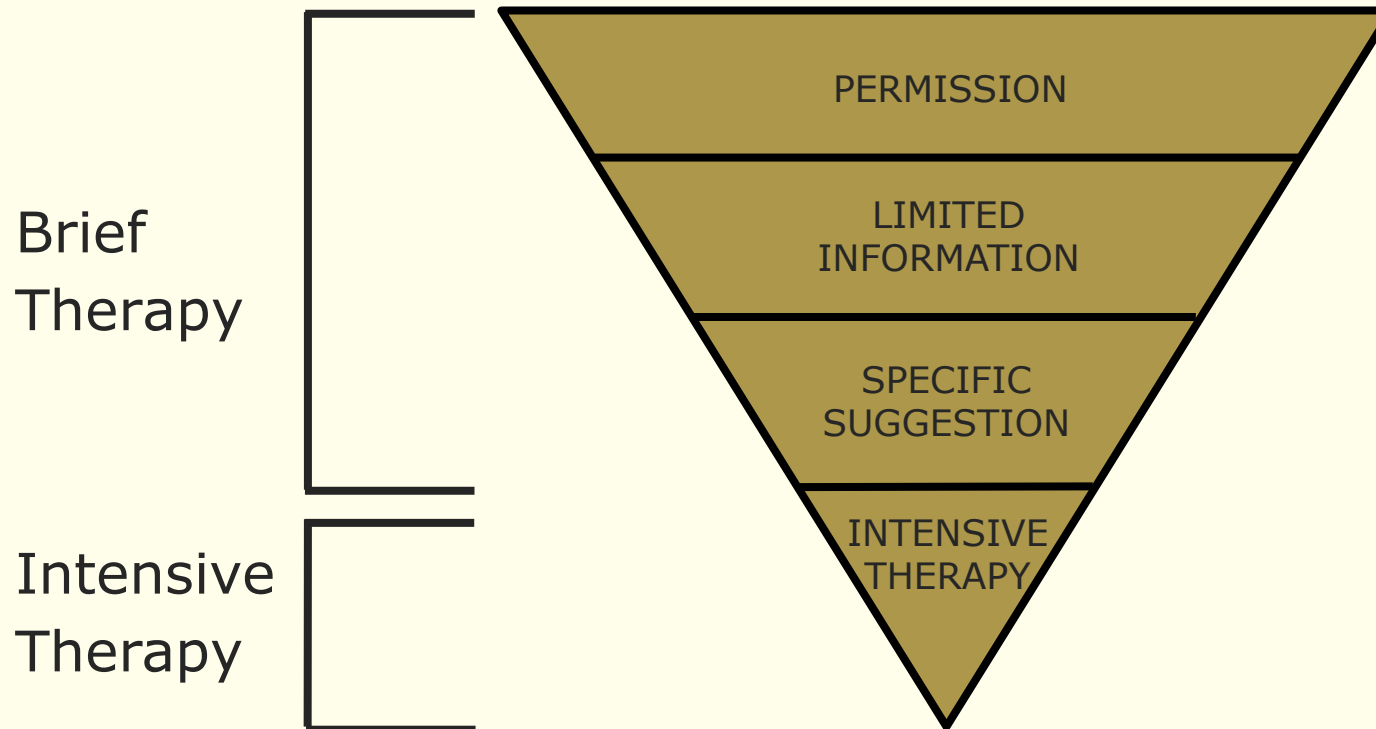 Brief
Therapy
Intensive
Therapy
PERMISSION
LIMITED
INFORMATION
SPECIFIC
SUGGESTION
INTENSIVE
THERAPY